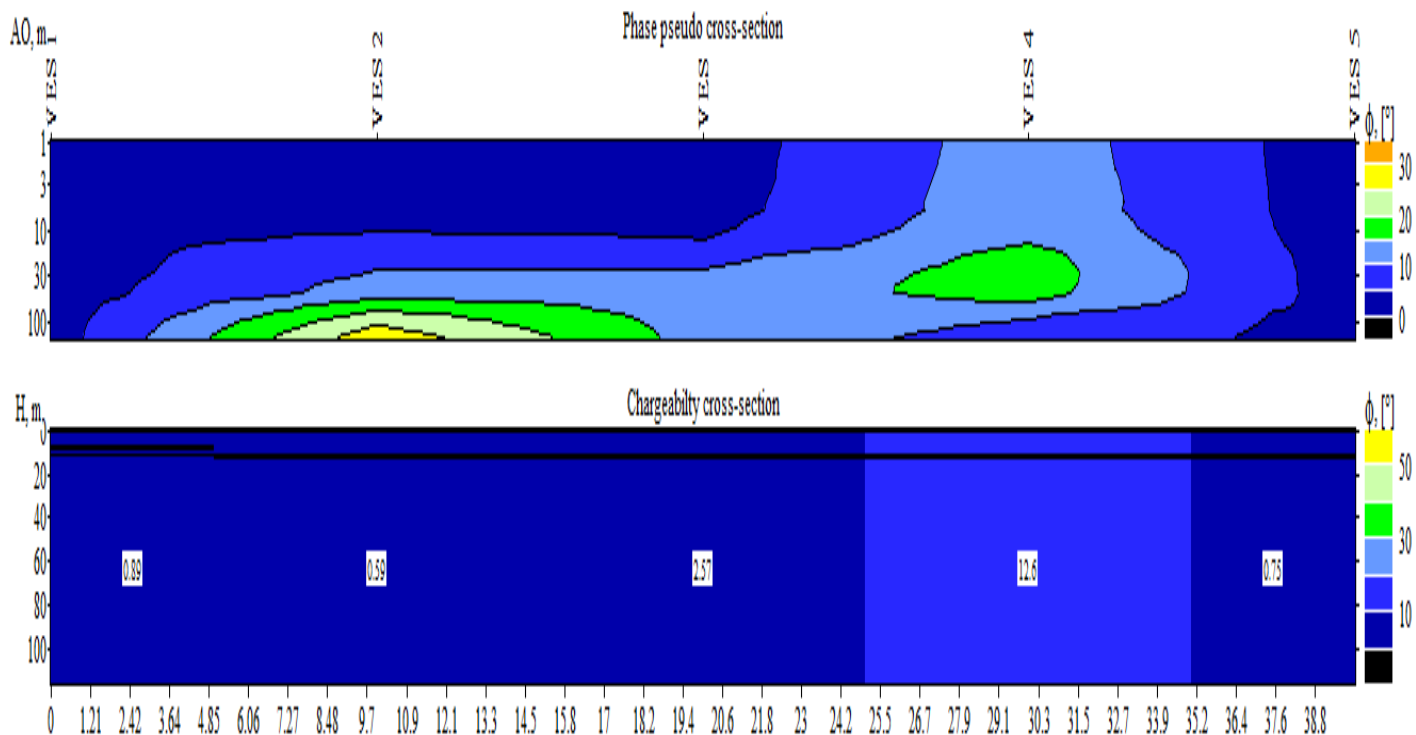 Phase pseudo cross-section
AO, m
VES 1
VES 2
VES
VES 4
VES 5
ϕ, [°]
1
3
10
30
100
30
20
10
0
Chargeabilty cross-section
H, m
ϕ, [°]
0
20
40
60
80
100
0.89
0.59
2.57
12.6
0.75
50
30
10
0 1.21 2.42 3.64 4.85 6.06 7.27 8.48 9.7 10.9 12.1 13.3 14.5 15.8 17 18.2 19.4 20.6 21.8 23 24.2 25.5 26.7 27.9 29.1 30.3 31.5 32.7 33.9 35.2 36.4 37.6 38.8